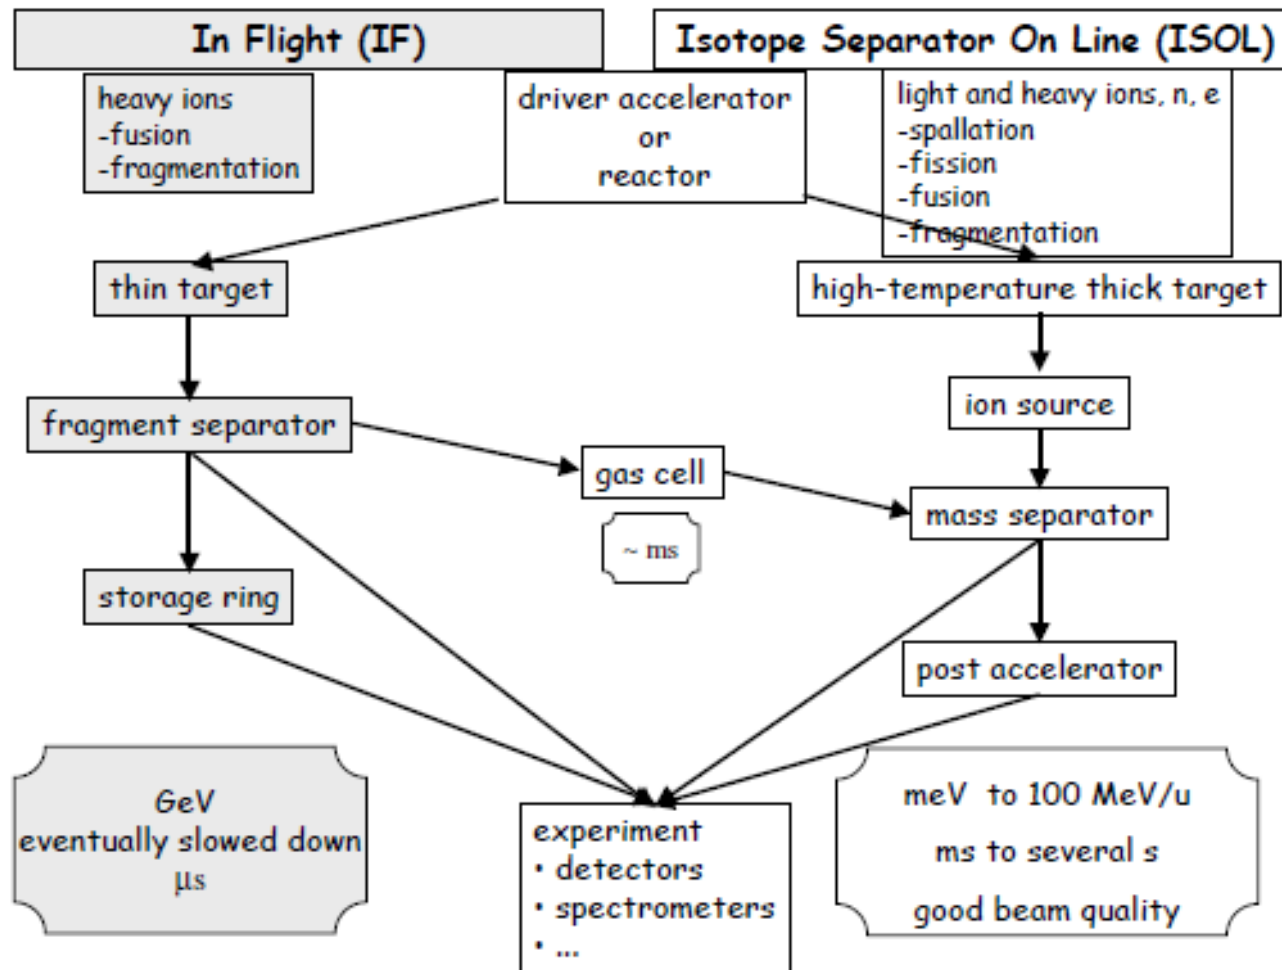 In Flight (IF)
Isotope Separator On Line (ISOL)
heavy ions
-fusion
-fragmentation
driver accelerator
or
reactor
light and heavy ions, n, e
-spallation
-fission
-fusion
-fragmentation
thin target
high-temperature thick target
fragment separator
ion source
gas cell
~ ms
mass separator
storage ring
post accelerator
GeV
eventually slowed down
μs
experiment
• detectors
• spectrometers
• ...
meV to 100 MeV/u
ms to several s
good beam quality